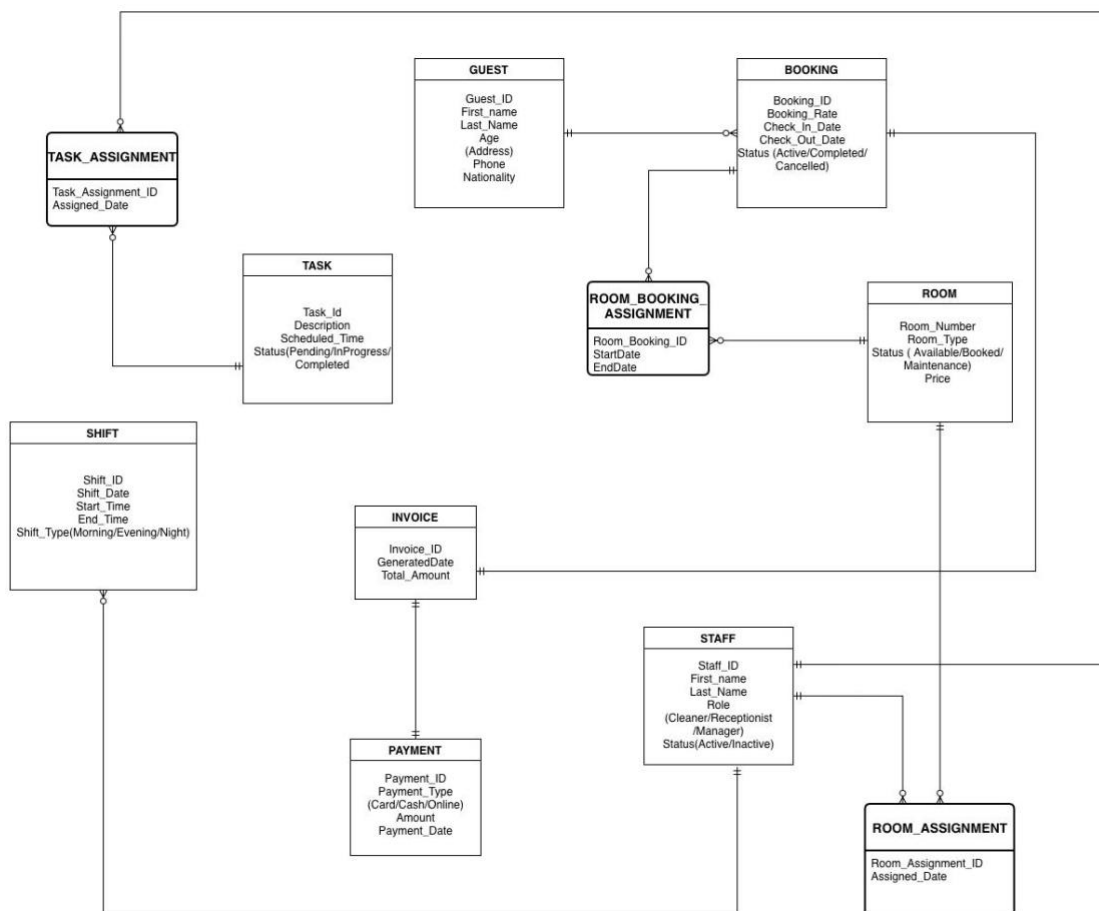 GUEST
Guest_ID
First_name
Last_Name
Age
(Address)
Phone
Nationality
BOOKING
Booking_ID
Booking_Rate
Check_In_Date
Check_Out_Date
Status (Active/Completed/
Cancelled)
TASK_ASSIGNMENT
Task_Assignment_ID
Assigned_Date
TASK
Task_Id
Description
Scheduled_Time
Status(Pending/InProgress/
Completed
ROOM_BOOKING_
ASSIGNMENT
Room_Booking_ID
StartDate
EndDate
ROOM
Room_Number
Room_Type
Status ( Available/Booked/
Maintenance)
Price
SHIFT
Shift_ID
Shift_Date
Start_Time
End_Time
Shift_Type(Morning/Evening/Night)
INVOICE
Invoice_ID
GeneratedDate
Total_Amount
STAFF
Staff_ID
First_name
Last_Name
Role
(Cleaner/Receptionist
/Manager)
Status(Active/Inactive)
PAYMENT
Payment_ID
Payment_Type
(Card/Cash/Online)
Amount
Payment_Date
ROOM_ASSIGNMENT
Room_Assignment_ID
Assigned_Date